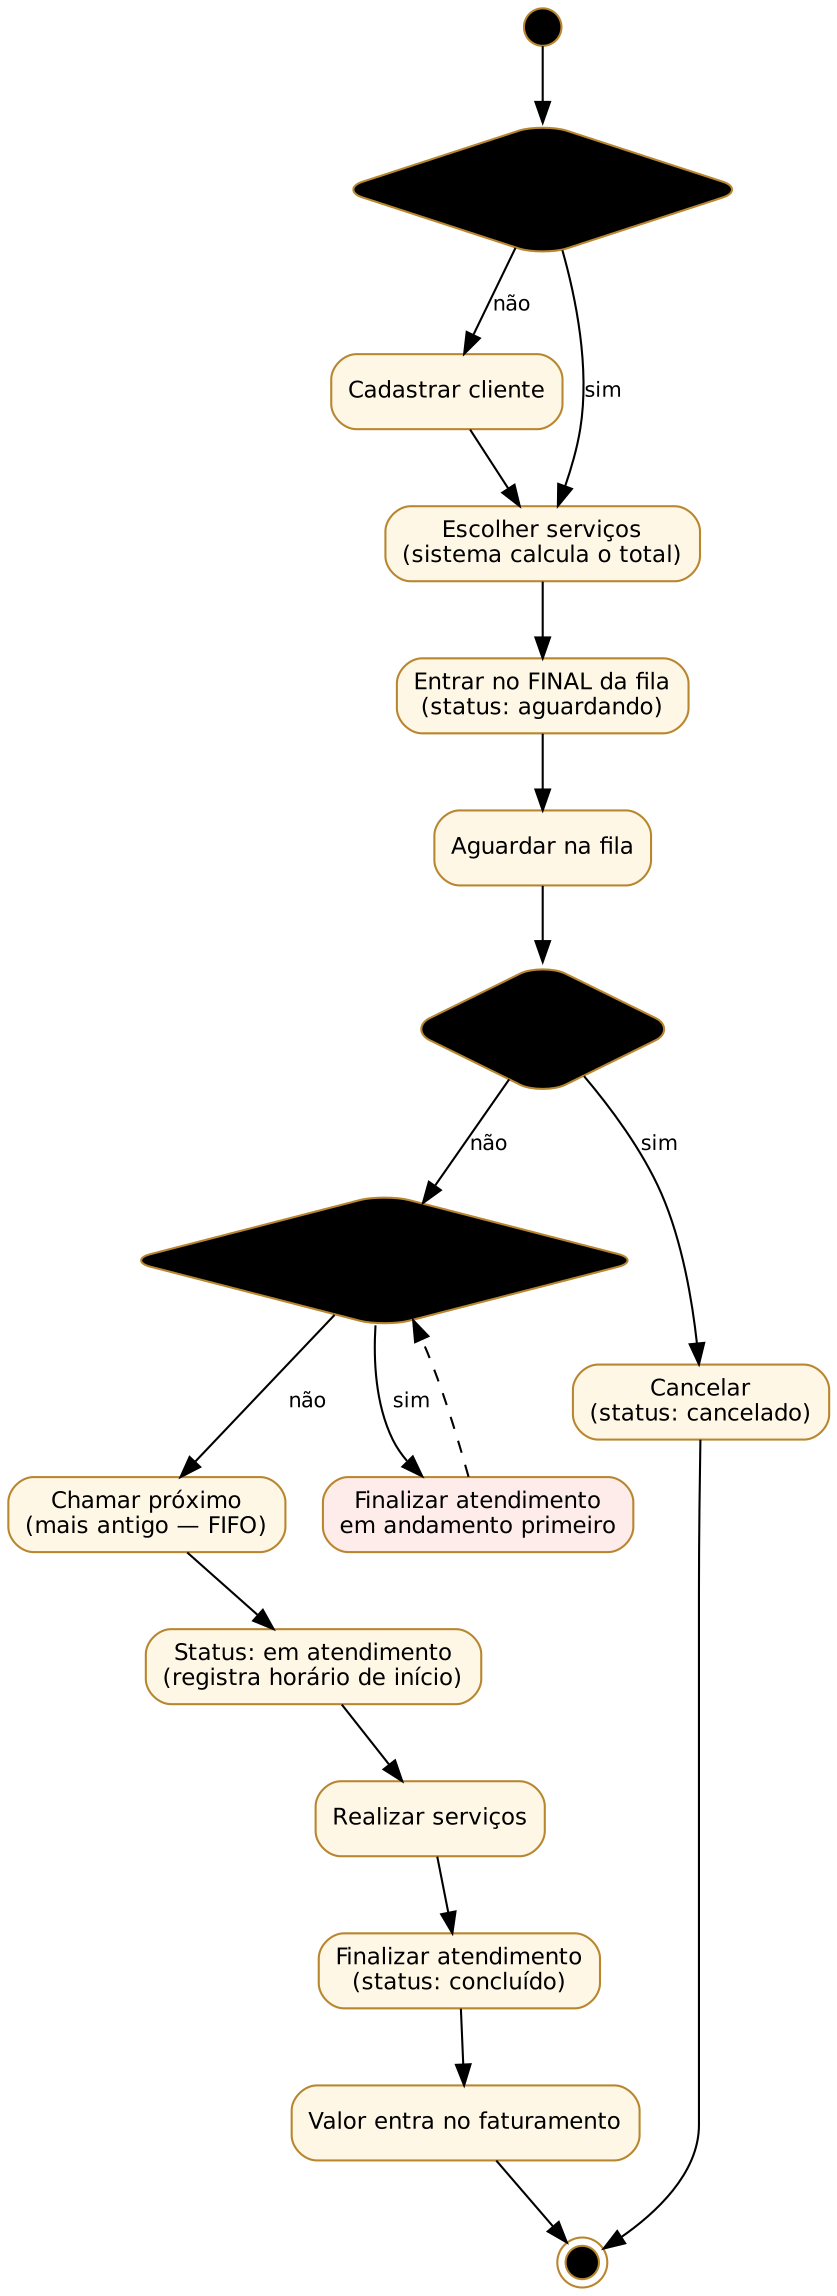 não
Cadastrar cliente
sim
Escolher serviços
(sistema calcula o total)
Entrar no FINAL da fila
(status: aguardando)
Aguardar na fila
não
sim
Cancelar
(status: cancelado)
não
sim
Chamar próximo
(mais antigo — FIFO)
Finalizar atendimento
em andamento primeiro
Status: em atendimento
(registra horário de início)
Realizar serviços
Finalizar atendimento
(status: concluído)
Valor entra no faturamento